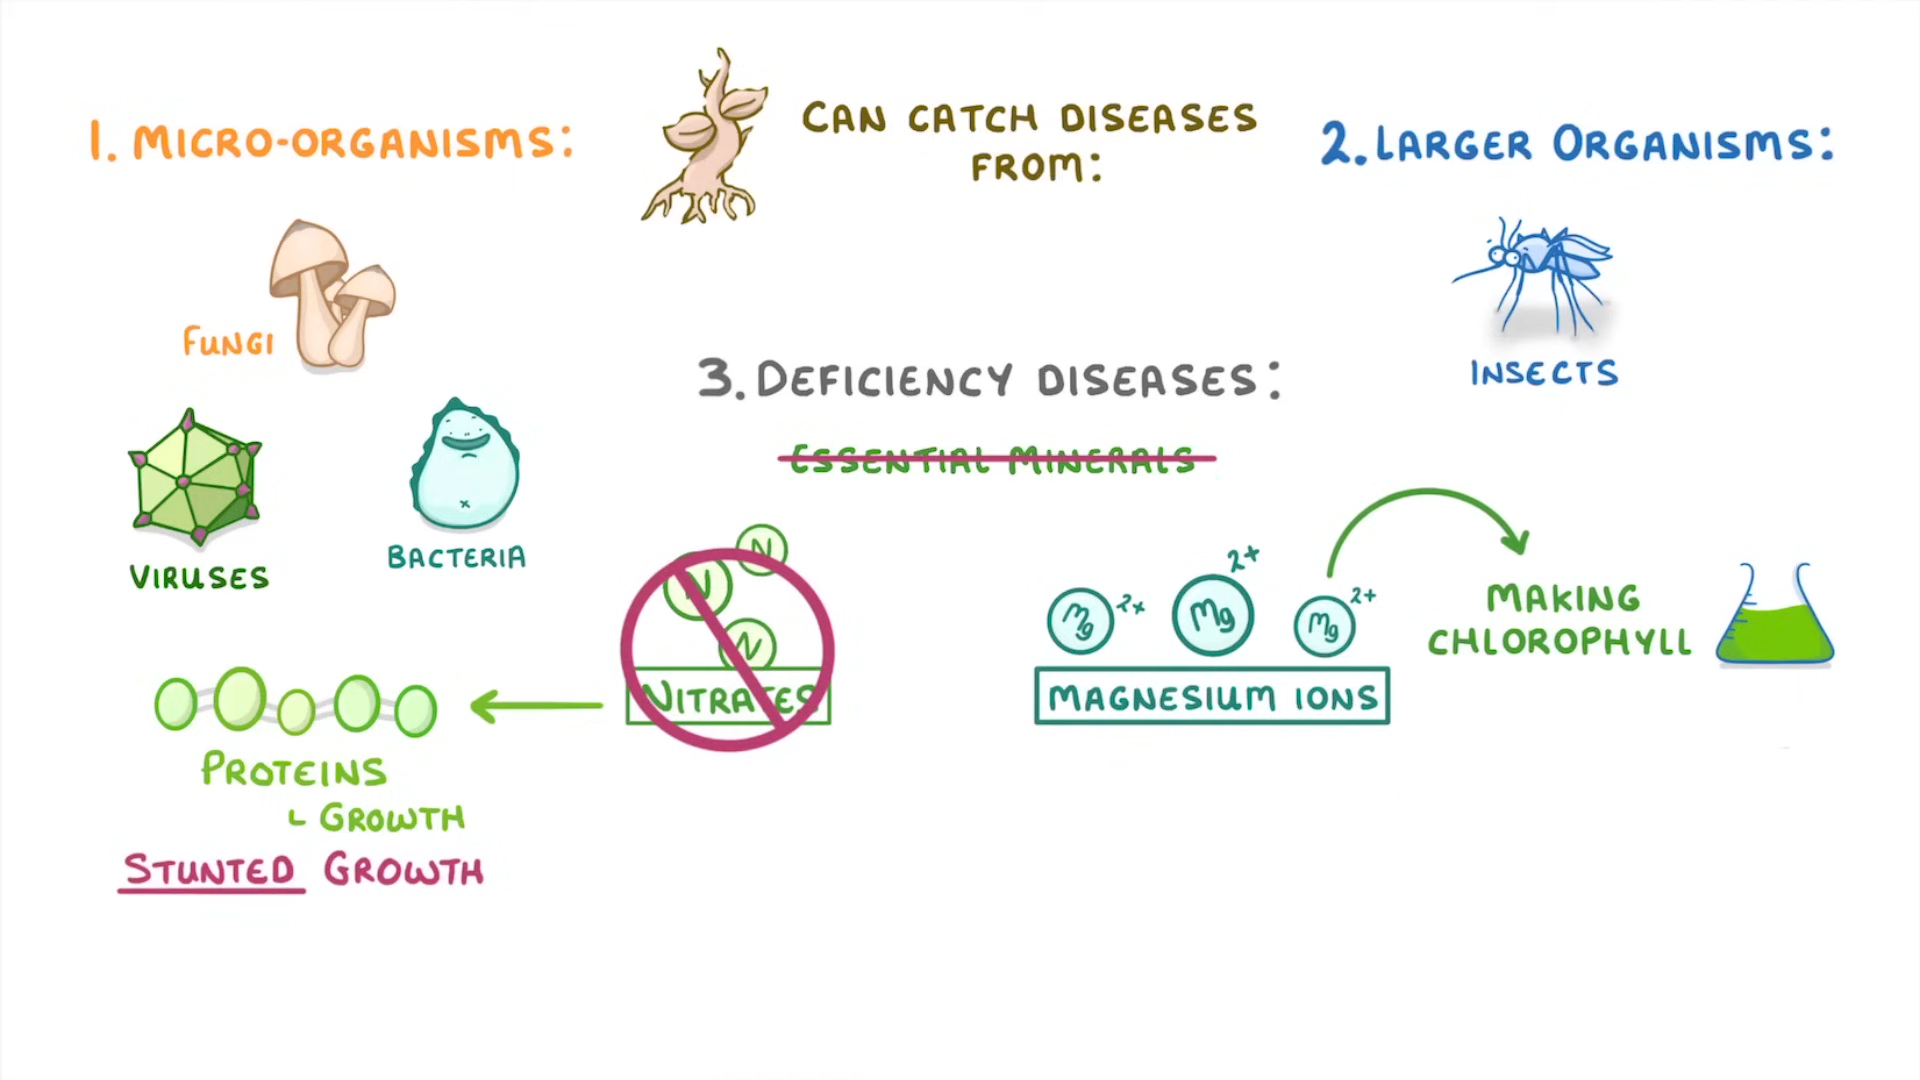 1. MICRO-ORGANISMS:
CAN CATCH DISEASES
FROM:
2. LARGER ORGANISMS:
FUNGI
VIRUSES
BACTERIA
INSECTS
3. DEFICIENCY DISEASES:
ESSENTIAL MINERALS
N
N
N
NITRATES
Mg 2+
Mg 2+
Mg 2+
MAGNESIUM IONS
MAKING
CHLOROPHYLL
PROTEINS
GROWTH
STUNTED GROWTH